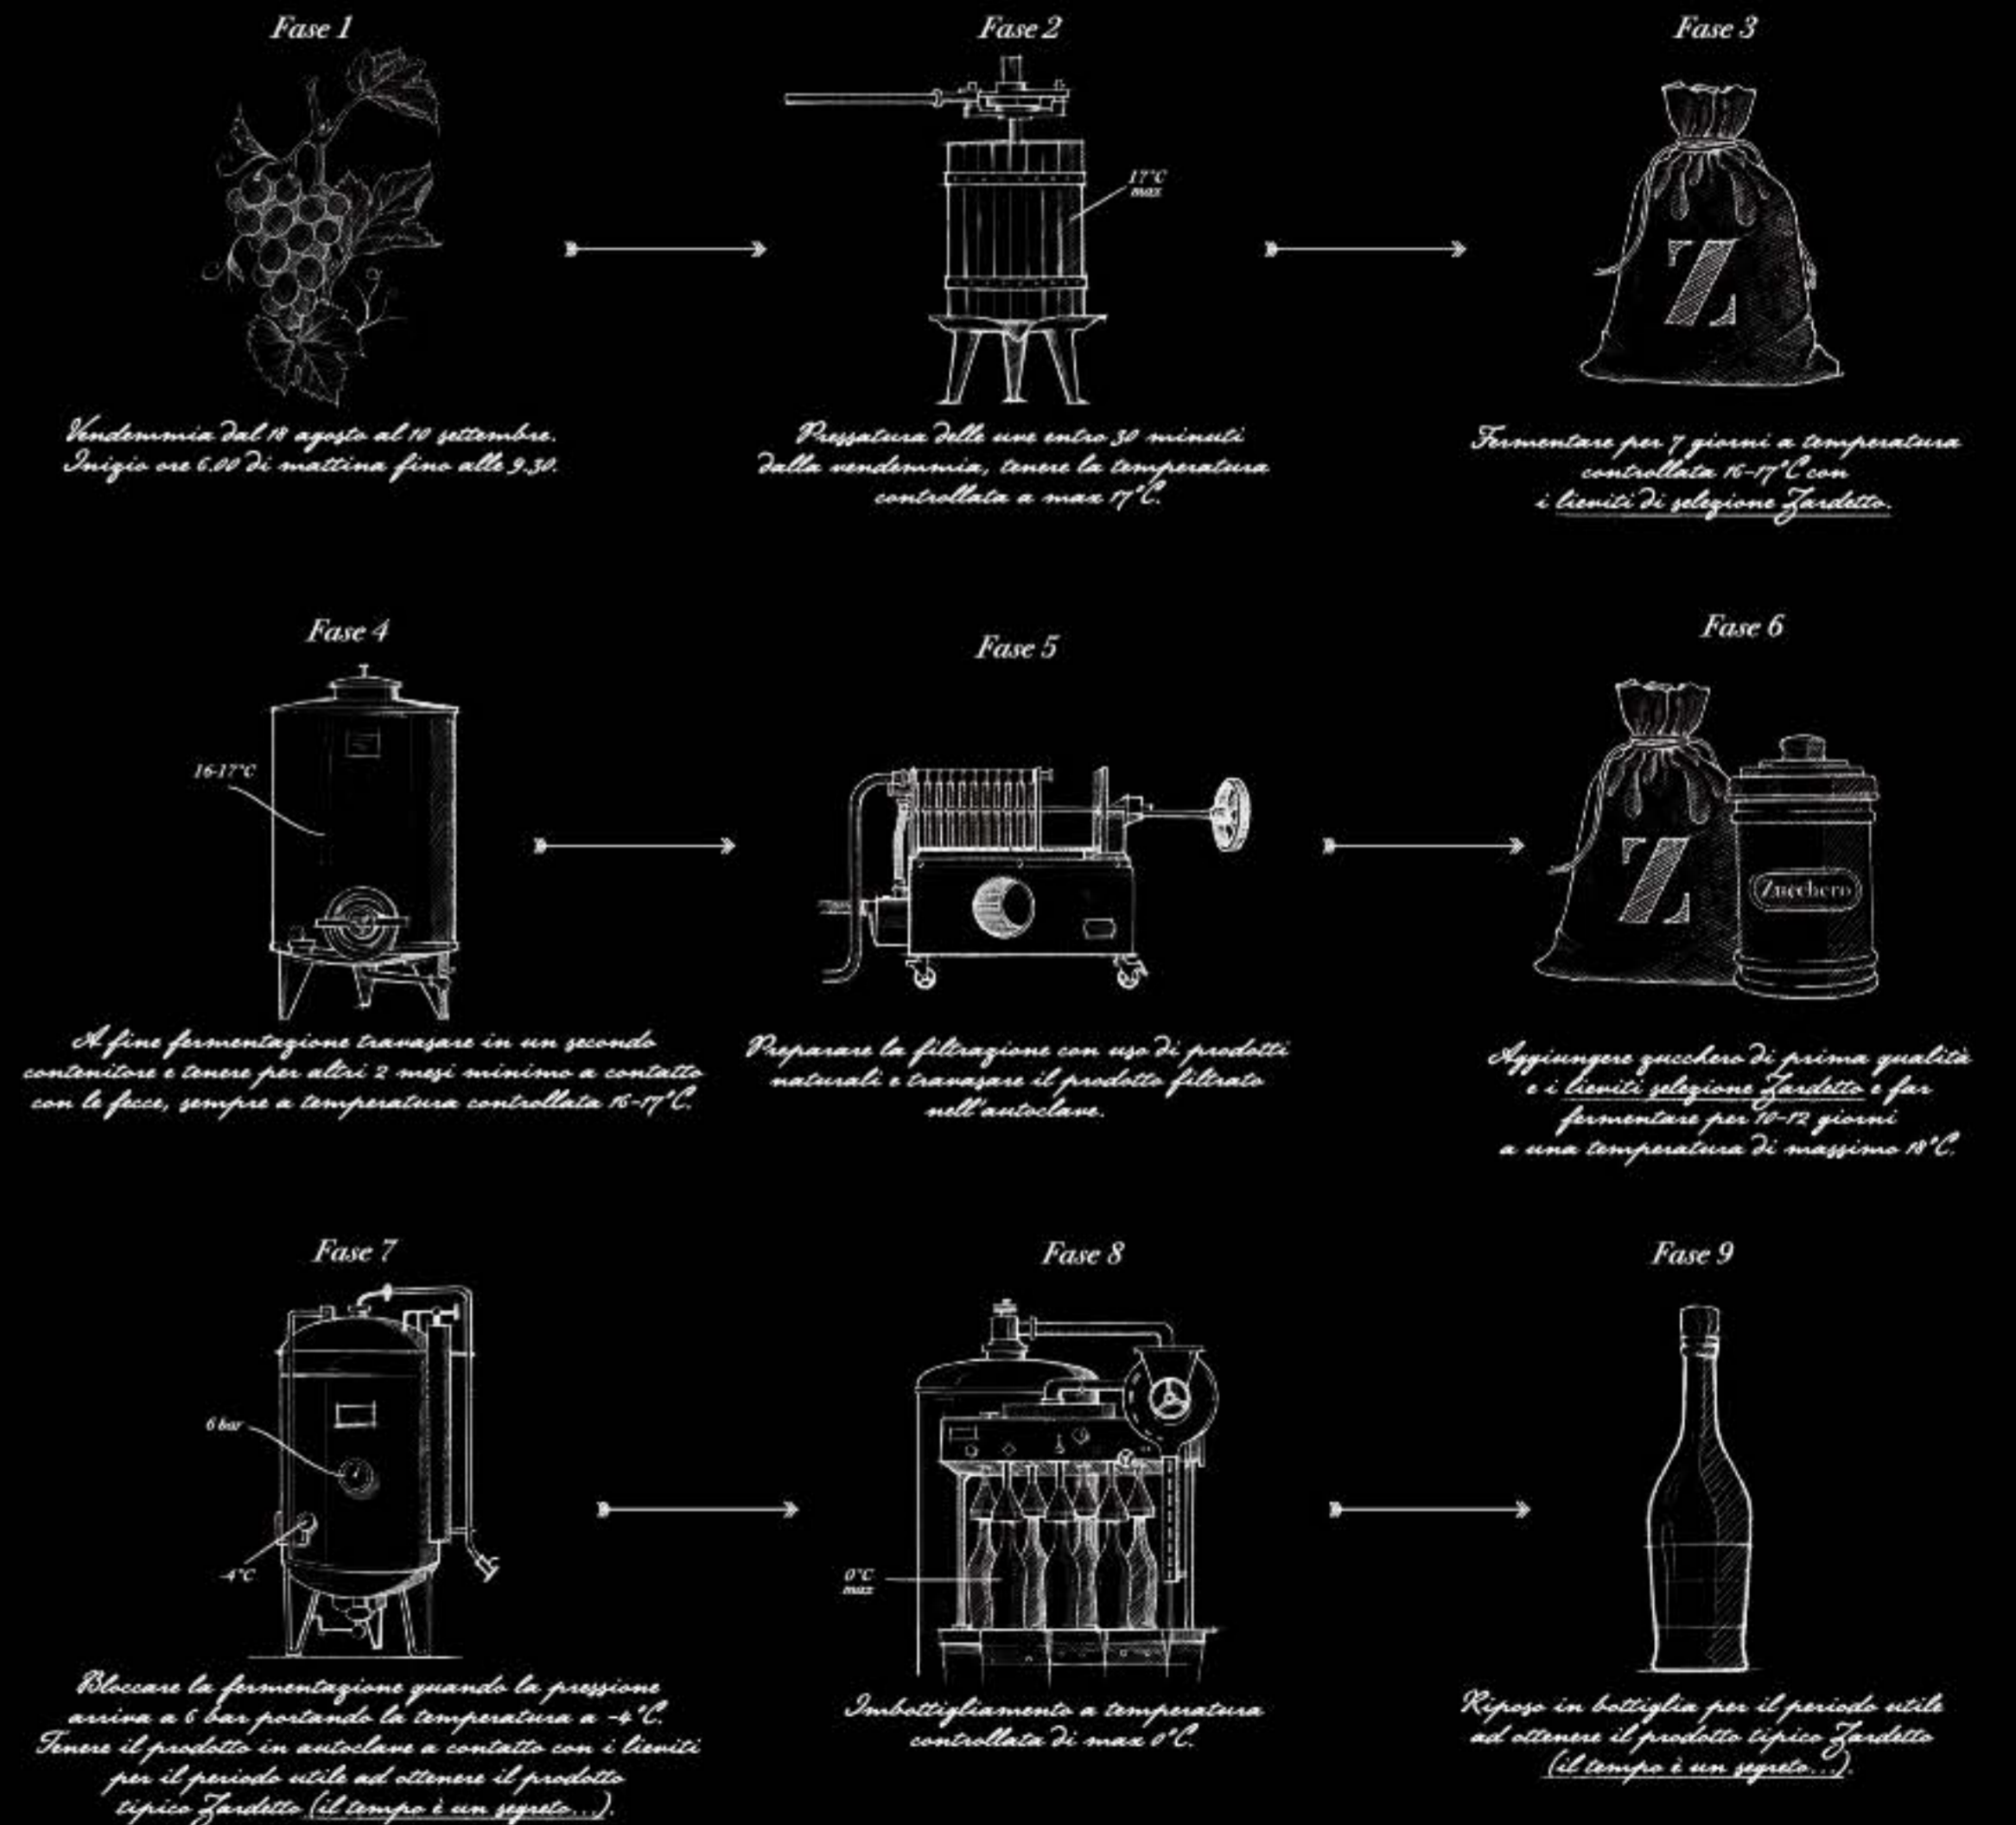 Fase 1
Vendemmia dal 18 agosto al 10 settembre.
Inizio ore 6.00 di mattina fino alle 9.30.
Fase 2
17°C
max
Pressatura delle uve entro 30 minuti
dalla vendemmia, tenere la temperatura
controllata a max 17°C.
Fase 3
Z
Fermentare per 7 giorni a temperatura
controllata 16-17°C con
i lieviti di selezione Zardetto.
Fase 4
16-17°C
A fine fermentazione travasare in un secondo
contenitore e tenere per altri 2 mesi minimo a contatto
con le fecce, sempre a temperatura controllata 16-17°C.
Fase 5
Preparare la filtrazione con uso di prodotti
naturali e travasare il prodotto filtrato
nell'autoclave.
Fase 6
Z
Zucchero
Aggiungere zucchero di prima qualità
e i lieviti selezione Zardetto e far
fermentare per 10-12 giorni
a una temperatura di massimo 18°C.
Fase 7
6 bar
-4°C
Bloccare la fermentazione quando la pressione
arriva a 6 bar portando la temperatura a -4°C.
Tenere il prodotto in autoclave a contatto con i lieviti
per il periodo utile ad ottenere il prodotto
tipico Zardetto (il tempo è un segreto...).
Fase 8
0°C
max
Imbottigliamento a temperatura
controllata di max 0°C.
Fase 9
Riposo in bottiglia per il periodo utile
ad ottenere il prodotto tipico Zardetto
(il tempo è un segreto...).